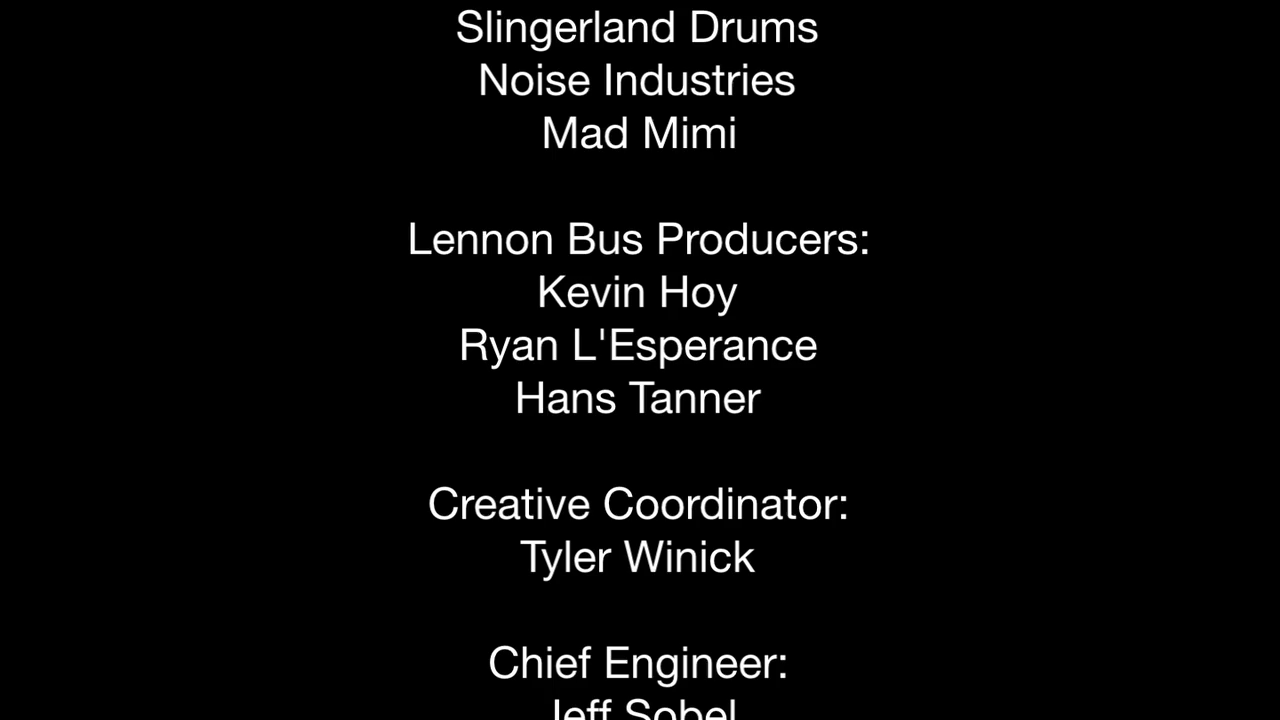 Slingerland Drums
Noise Industries
Mad Mimi
Lennon Bus Producers:
Kevin Hoy
Ryan L'Esperance
Hans Tanner
Creative Coordinator:
Tyler Winick
Chief Engineer:
Jeff Sobel